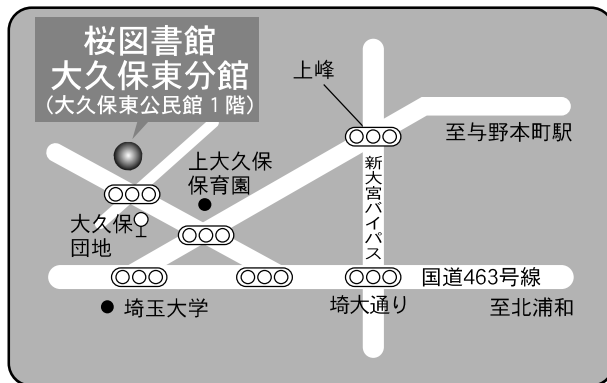 桜図書館
大久保東分館
(大久保東公民館1階)
上峰
至与野本町駅
上大久保
保育園
新大宮バイパス
大久保
団地
国道463号線
埼玉大学
埼大通り
至北浦和